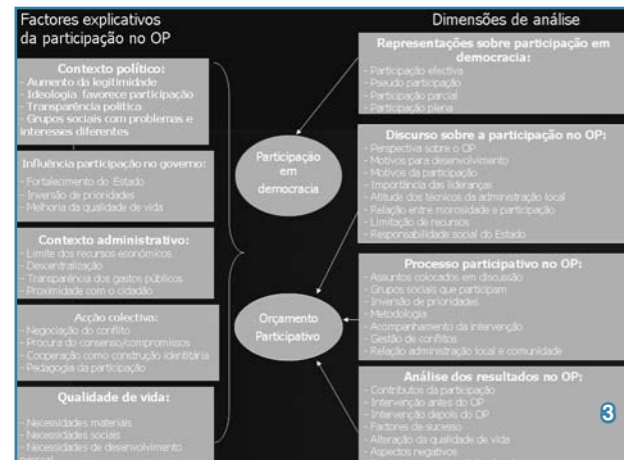 Factores explicativos
da participação no OP
Contexto político:
- Aumento da legitimidade
- Ideologia favorece participação
- Transparência política
- Grupos sociais com problemas e
interesses diferentes
Influência participação no governo:
- Fortalecimento do Estado
- Inversão de prioridades
- Melhoria da qualidade de vida
Contexto administrativo:
- Limite dos recursos económicos
- Descentralização
- Transparência dos gastos públicos
- Proximidade com o cidadão
Acção colectiva:
- Negociação do conflito
- Procura do consenso/compromissos
- Cooperação como construção identitária
- Pedagogia da participação
Qualidade de vida:
- Necessidades materiais
- Necessidades sociais
- Necessidades de desenvolvimento
pessoal
Participação
em
democracia
Orçamento
Participativo
Dimensões de análise
Representações sobre participação em
democracia:
- Participação efectiva
- Pseudo participação
- Participação parcial
- Participação plena
Discurso sobre a participação no OP:
- Perspectiva sobre o OP
- Motivos para desenvolvimento
- Motivos da participação
- Importância das lideranças
- Atitude dos técnicos da administração local
- Relação entre morosidade e participação
- Limitação de recursos
- Responsabilidade social do Estado
Processo participativo no OP:
- Assuntos colocados em discussão
- Grupos sociais que participam
- Inversão de prioridades
- Metodologia
- Acompanhamento da intervenção
- Gestão de conflitos
- Relação administração local e comunidade
Análise dos resultados no OP:
- Contributos da participação
- Intervenção antes do OP
- Intervenção depois do OP
- Factores de sucesso
- Alteração da qualidade de vida
- Aspectos negativos
3